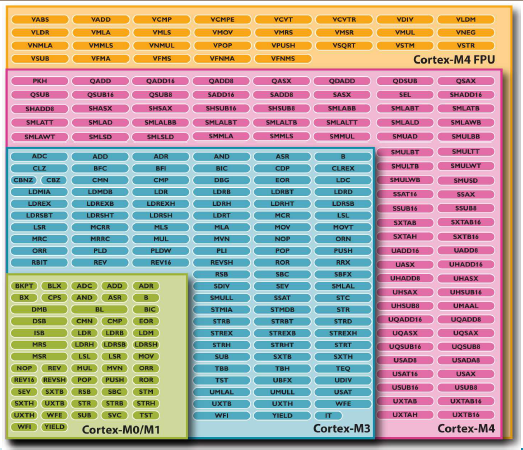 VABS VADD VCMP VCMPE VCVT VCVTR VDIV VLDM
VLDR VMLA VMLS VMOV VMRS VMSR VMUL VNEG
VNMLA VMMLS VNMUL VPOP VPUSH VSQRT VSTM VSTR
VSUB VFMA VFMS VFNMA VFNMS
Cortex-M4 FPU
PKH QADD QADD16 QADD8 QASX QDADD QDSUB QSAX
QSUB QSUB16 QSUB8 SADD16 SADD8 SASX SEL SHADD16
SHADD8 SHASX SHSAX SHSUB16 SHSUB8 SMLABB SMLABT SMLATB
SMLATT SMLAD SMLALBB SMLALBT SMLALTB SMLALTT SMLALD SMLAWB
SMLAWT SMLSD SMLSLD SMMLA SMMLS SMMUL SMUAD SMULBB
ADC ADD ADR AND ASR B SMULBT SMULTT
CLZ BFC BFI BIC CDP CLREX SMULTB SMULWT
CBNZ CBZ CMN CMP DBG EOR LDC SMULWB SMUSD
LDMIA LDMDB LDR LDRB LDRBT LDRD SSAT16 SSAX
LDREX LDREXB LDREXH LDRH LDRHT LDRSB SSUB16 SSUB8
LDRSBT LDRSHT LDRSH LDRT MCR LSL SXTAB SXTAB16
LSR MCRR MLS MLA MOV MOVT SXTAH SXTB16
MRC MRRC MUL MVN NOP ORN UADD16 UADD8
ORR PLD PLDW PLI POP PUSH UASX UHADD16
RBIT REV REV16 REVSH ROR RRX UHADD8 UHASX
RSB SBC SBFX UHSAX UHSUB16
BKPT BLX ADC ADD ADR SDIV SEV SMLAL UHSUB8 UMAAL
BX CPS AND ASR B SMULL SSAT STC UQADD16 UQADD8
DMB BL BIC STMIA STMDB STR UQASX UQSAX
DSB CMN CMP EOR STRB STRBT STRD UQSUB16 UQSUB8
ISB LDR LDRB LDM STREX STREXB STREXH USAD8 USADA8
MRS LDRH LDRSB LDRSH STRH STRHT STRT USAT16 USAX
MSR LSL LSR MOV SUB SXTB SXTH USUB16 USUB8
NOP REV MUL MVN ORR TBB TBH TEQ UXTAB UXTAB16
REV16 REVSH POP PUSH ROR TST UBFX UDIV UXTAH UXTB16
SEV SXTB RSB SBC STM UMLAL UMULL USAT
SXTH UXTB STR STRB STRH UXTB UXTH WFE
UXTH WFE SUB SVC TST WFI YIELD IT
WFI YIELD Cortex-M0/M1 Cortex-M3 Cortex-M4